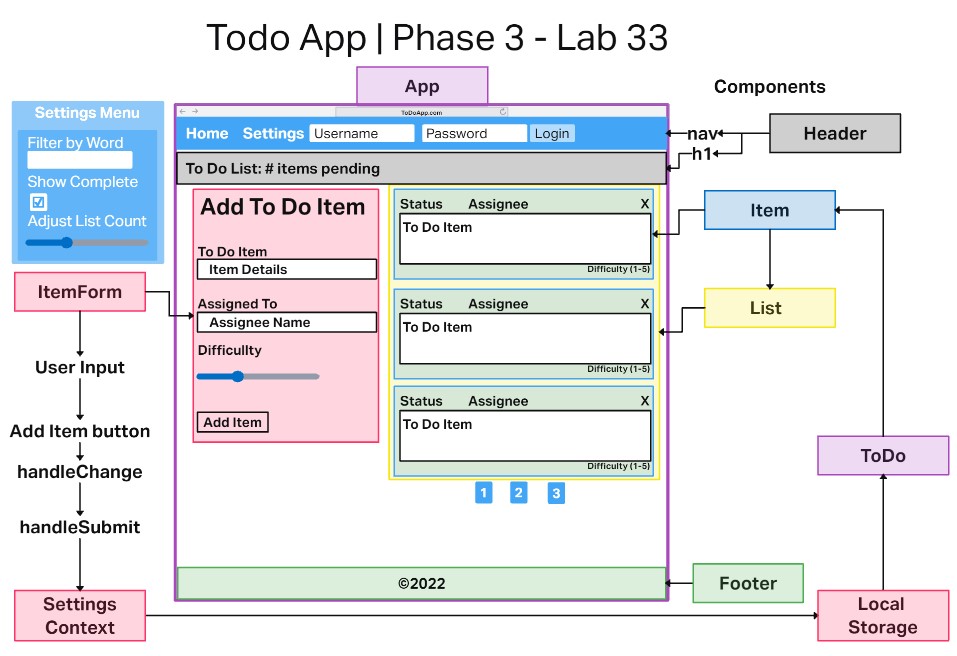 Todo App | Phase 3 - Lab 33
App
Components
Settings Menu
Filter by Word
Show Complete
Adjust List Count
ToDoApp.com
Home Settings Username Password Login
nav
h1
Header
To Do List: # items pending
Add To Do Item
To Do Item
Item Details
Assigned To
Assignee Name
Difficullty
Add Item
Status Assignee X
To Do Item
Difficulty (1-5)
Status Assignee X
To Do Item
Difficulty (1-5)
Status Assignee X
To Do Item
Difficulty (1-5)
1 2 3
Item
List
ItemForm
User Input
Add Item button
handleChange
handleSubmit
Settings
Context
ToDo
©2022
Footer
Local
Storage